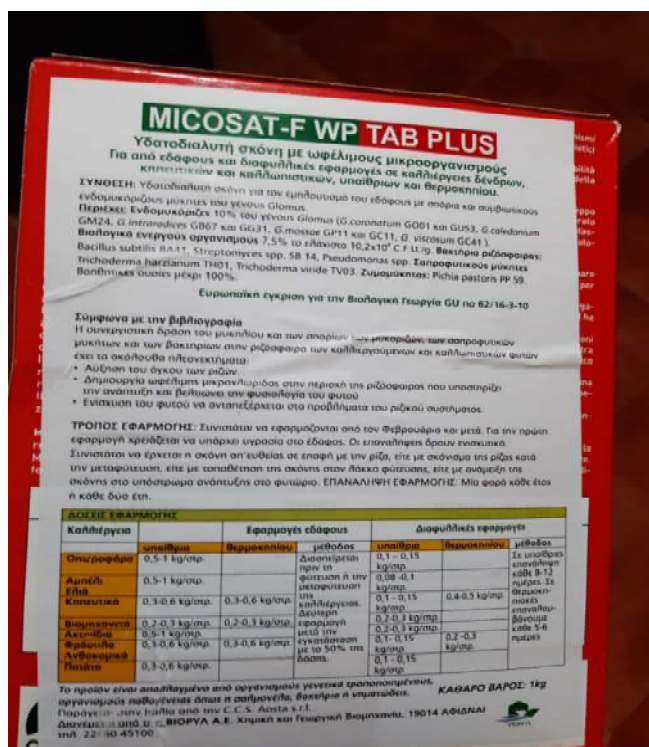 MICOSAT-F WP TAB PLUS
Υδατοδιαλυτή σκόνη με ωφέλιμους μικροοργανισμούς
Για από εδάφους και διαφυλλικές εφαρμογές σε καλλιέργειες δένδρων,
κηπευτικών και καλλωπιστικών, υπαίθριων και θερμοκηπίου.
ΣΥΝΘΕΣΗ: Υδατοδιαλυτή σκόνη για τον εμπλουτισμό του εδάφους με σπόρια και συμβιωτικούς
ενδομυκόριζους μύκητες του γένους Glomus.
Περιέχει: Ενδομυκόριζες 10% του γένους Glomus (G.coronatum GO01 και GU53, G.caledonium
GM24, G.intraradices GB67 και GG31, G.mosse GP11 και GC11, G. viscosum GC41 ).
Βιολογικά ενεργούς οργανισμούς 7,5% το ελάχιστο 10,2x10⁶ C.F.U./g. Βακτήρια ριζόσφαιρας:
Bacillus subtilis BA41, Streptomyces spp. SB 14, Pseudomonas spp. Σαπροφυτικούς μύκητες
Trichoderma harzianum TH01, Trichoderma viride TV03. Ζυμομύκητας: Pichia pastoris PP 59.
Βοηθητικές ουσίες μέχρι 100%.
Ευρωπαϊκή έγκριση για την Βιολογική Γεωργία GU no 62/16-3-10
Σύμφωνα με την βιβλιογραφία
Η συνεργιστική δράση του μυκηλίου και των σπορίων των μυκοριζών, των σαπροφυτικών
μυκήτων και των βακτηρίων στην ριζόσφαιρα των καλλιεργούμενων και καλλωπιστικών φυτών
έχει τα ακόλουθα πλεονεκτήματα:
• Αύξηση του όγκου των ριζών.
• Δημιουργία ωφέλιμης μικροχλωρίδας στην περιοχή της ριζόσφαιρας που υποστηρίζει
την ανάπτυξη και βελτιώνει την φυσιολογία του φυτού
• Ενίσχυση του φυτού να ανταπεξέρχεται στα προβλήματα του ριζικού συστήματος.
ΤΡΟΠΟΣ ΕΦΑΡΜΟΓΗΣ: Συνιστάται να εφαρμόζονται από τον Φεβρουάριο και μετά. Για την πρώτη
εφαρμογή χρειάζεται να υπάρχει υγρασία στο έδαφος. Οι επαναλήψεις δρουν ενισχυτικά.
Συνιστάται να έρχεται η σκόνη απ'ευθείας σε επαφή με την ρίζα, είτε με σκόνισμα της ρίζας κατά
την μεταφύτευση, είτε με τοποθέτηση της σκόνης στον λάκκο φύτευσης, είτε με ανάμειξη της
σκόνης στο υπόστρωμα ανάπτυξης στο φυτώριο. ΕΠΑΝΑΛΗΨΗ ΕΦΑΡΜΟΓΗΣ: Μία φορά κάθε έτος
ή κάθε δύο έτη.
ΔΟΣΕΙΣ ΕΦΑΡΜΟΓΗΣ
Καλλιέργεια Εφαρμογές εδάφους Διαφυλλικές εφαρμογές
υπαίθρια θερμοκηπίου μέθοδος υπαίθρια θερμοκηπίου μέθοδος
Οπωροφόρα 0,5-1 kg/στρ. Διασπείρεται 0,1 - 0,15 Σε υπαίθριες
πριν τη kg/στρ. επανάληψη
Αμπέλι 0,5-1 kg/στρ. φύτευση ή την 0,08 -0,1 κάθε 8-12
Ελιά μεταφύτευση kg/στρ. ημέρες. Σε
Κηπευτικά 0,3-0,6 kg/στρ. 0,3-0,6 kg/στρ. της 0,1 - 0,15 0,4-0,5 kg/στρ. θερμοκη-
καλλιέργειας. kg/στρ. πιακές
Βιομηχανικά 0,2-0,3 kg/στρ. 0,2-0,3 kg/στρ. Δεύτερη εφαρμογή 0,2-0,3 kg/στρ. επαναλαμ-
Ακτινίδιο 0,5-1 kg/στρ. μετά την 0,2-0,3 kg/στρ. βάνουμε
Φράουλα 0,3-0,6 kg/στρ. 0,3-0,6 kg/στρ. εγκατάσταση 0,1- 0,15 0,2 -0,3 κάθε 5-6
Ανθοκομικά με το 50% της kg/στρ. kg/στρ. ημέρες
Πατάτα 0,3-0,6 kg/στρ. δόσης. 0,1 - 0,15
kg/στρ.
Το προϊόν είναι απαλλαγμένο από οργανισμούς γενετικά τροποποιημένους,
οργανισμούς παθογένειας όπως η σαλμονέλα, βακτήρια ή νηματώδεις. ΚΑΘΑΡΟ ΒΑΡΟΣ: 1kg
Παράγεται στην Ιταλία από την C.C.S. Aosta s.r.l.
Διανέμεται από την ΒΙΟΡΥΛ Α.Ε. Χημική και Γεωργική Βιομηχανία, 19014 ΑΦΙΔΝΑΙ
τηλ. 22 50 45100